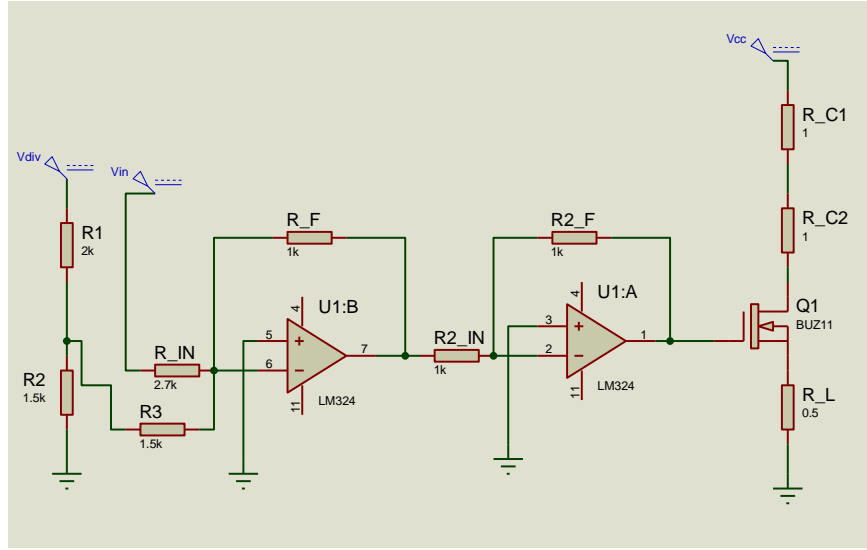 Vcc
R_C1
1
Vdiv
Vin
R_C2
1
R1
2k
R_F
1k
R2_F
1k
4
U1:B
4
U1:A
Q1
BUZ11
5
6
7
3
2
1
R_IN
2.7k
R2_IN
1k
R2
1.5k
R3
1.5k
11
LM324
11
LM324
R_L
0.5